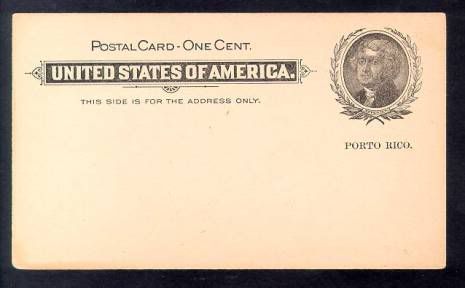 POSTAL CARD - ONE CENT.
UNITED STATES OF AMERICA.
THIS SIDE IS FOR THE ADDRESS ONLY.
PORTO RICO.